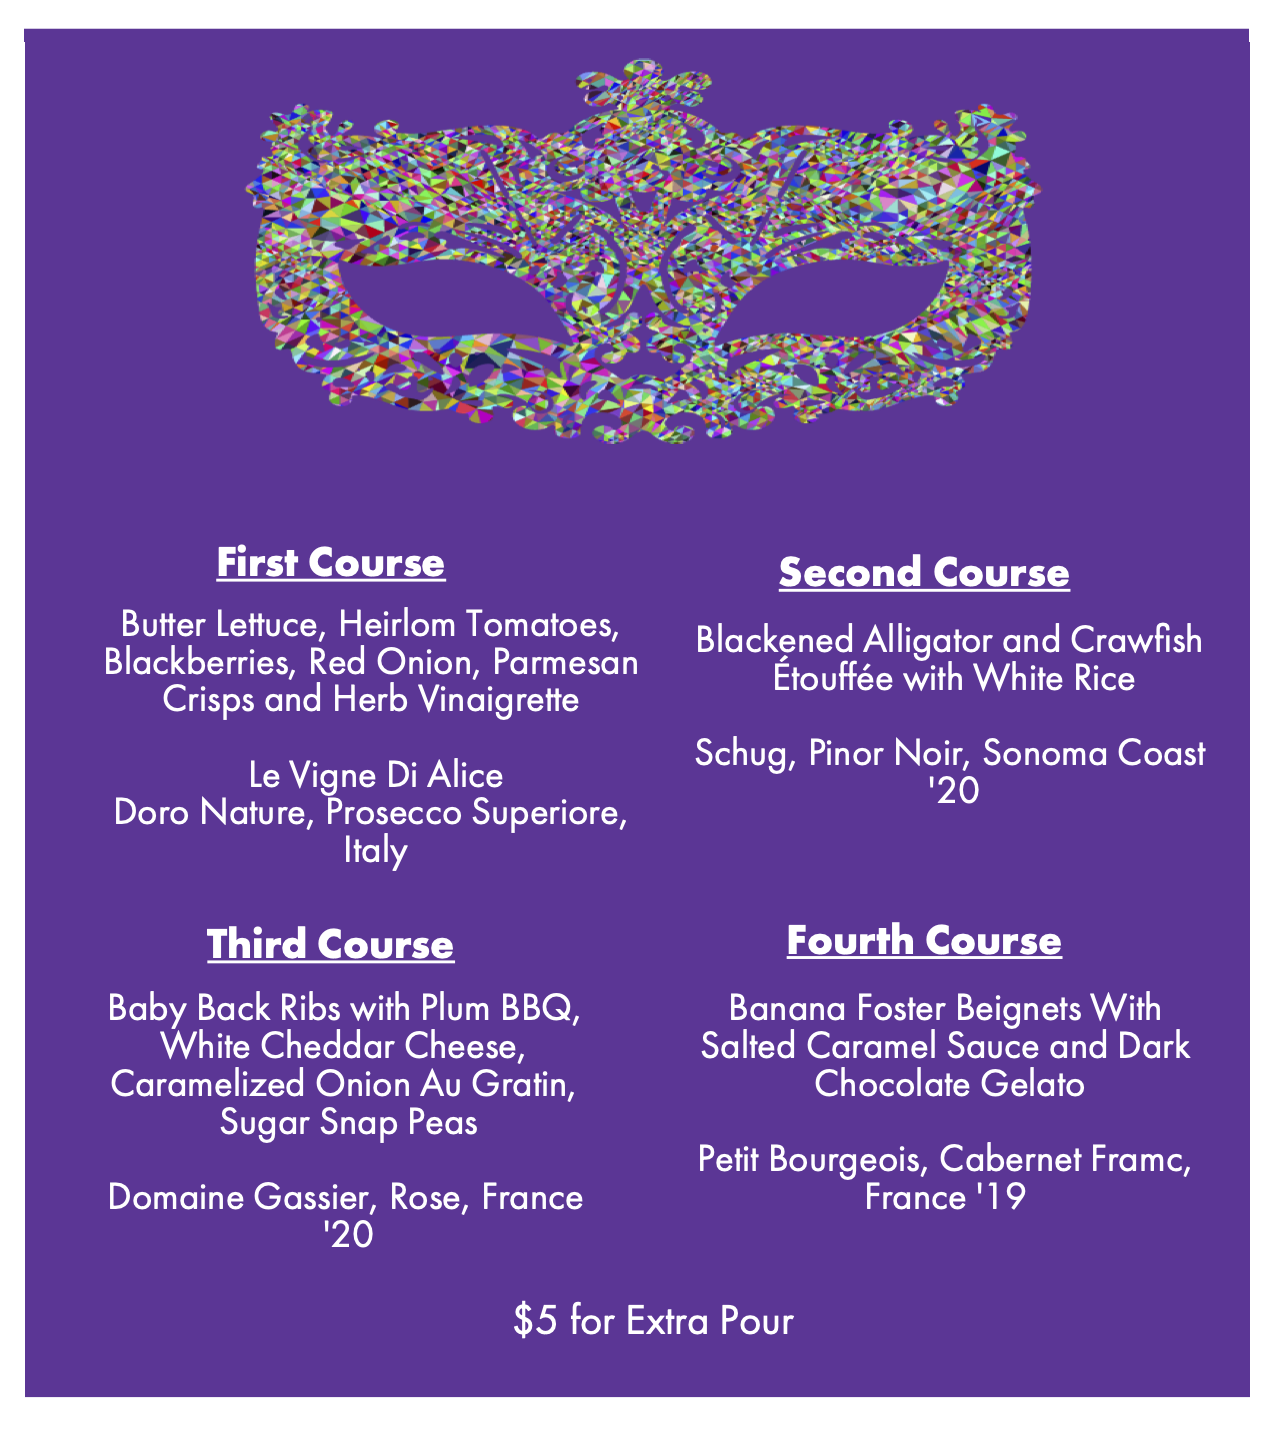 First Course
Butter Lettuce, Heirlom Tomatoes,
Blackberries, Red Onion, Parmesan
Crisps and Herb Vinaigrette
Le Vigne Di Alice
Doro Nature, Prosecco Superiore,
Italy
Second Course
Blackened Alligator and Crawfish
Étouffée with White Rice
Schug, Pinor Noir, Sonoma Coast
'20
Third Course
Baby Back Ribs with Plum BBQ,
White Cheddar Cheese,
Caramelized Onion Au Gratin,
Sugar Snap Peas
Domaine Gassier, Rose, France
'20
Fourth Course
Banana Foster Beignets With
Salted Caramel Sauce and Dark
Chocolate Gelato
Petit Bourgeois, Cabernet Framc,
France '19
$5 for Extra Pour